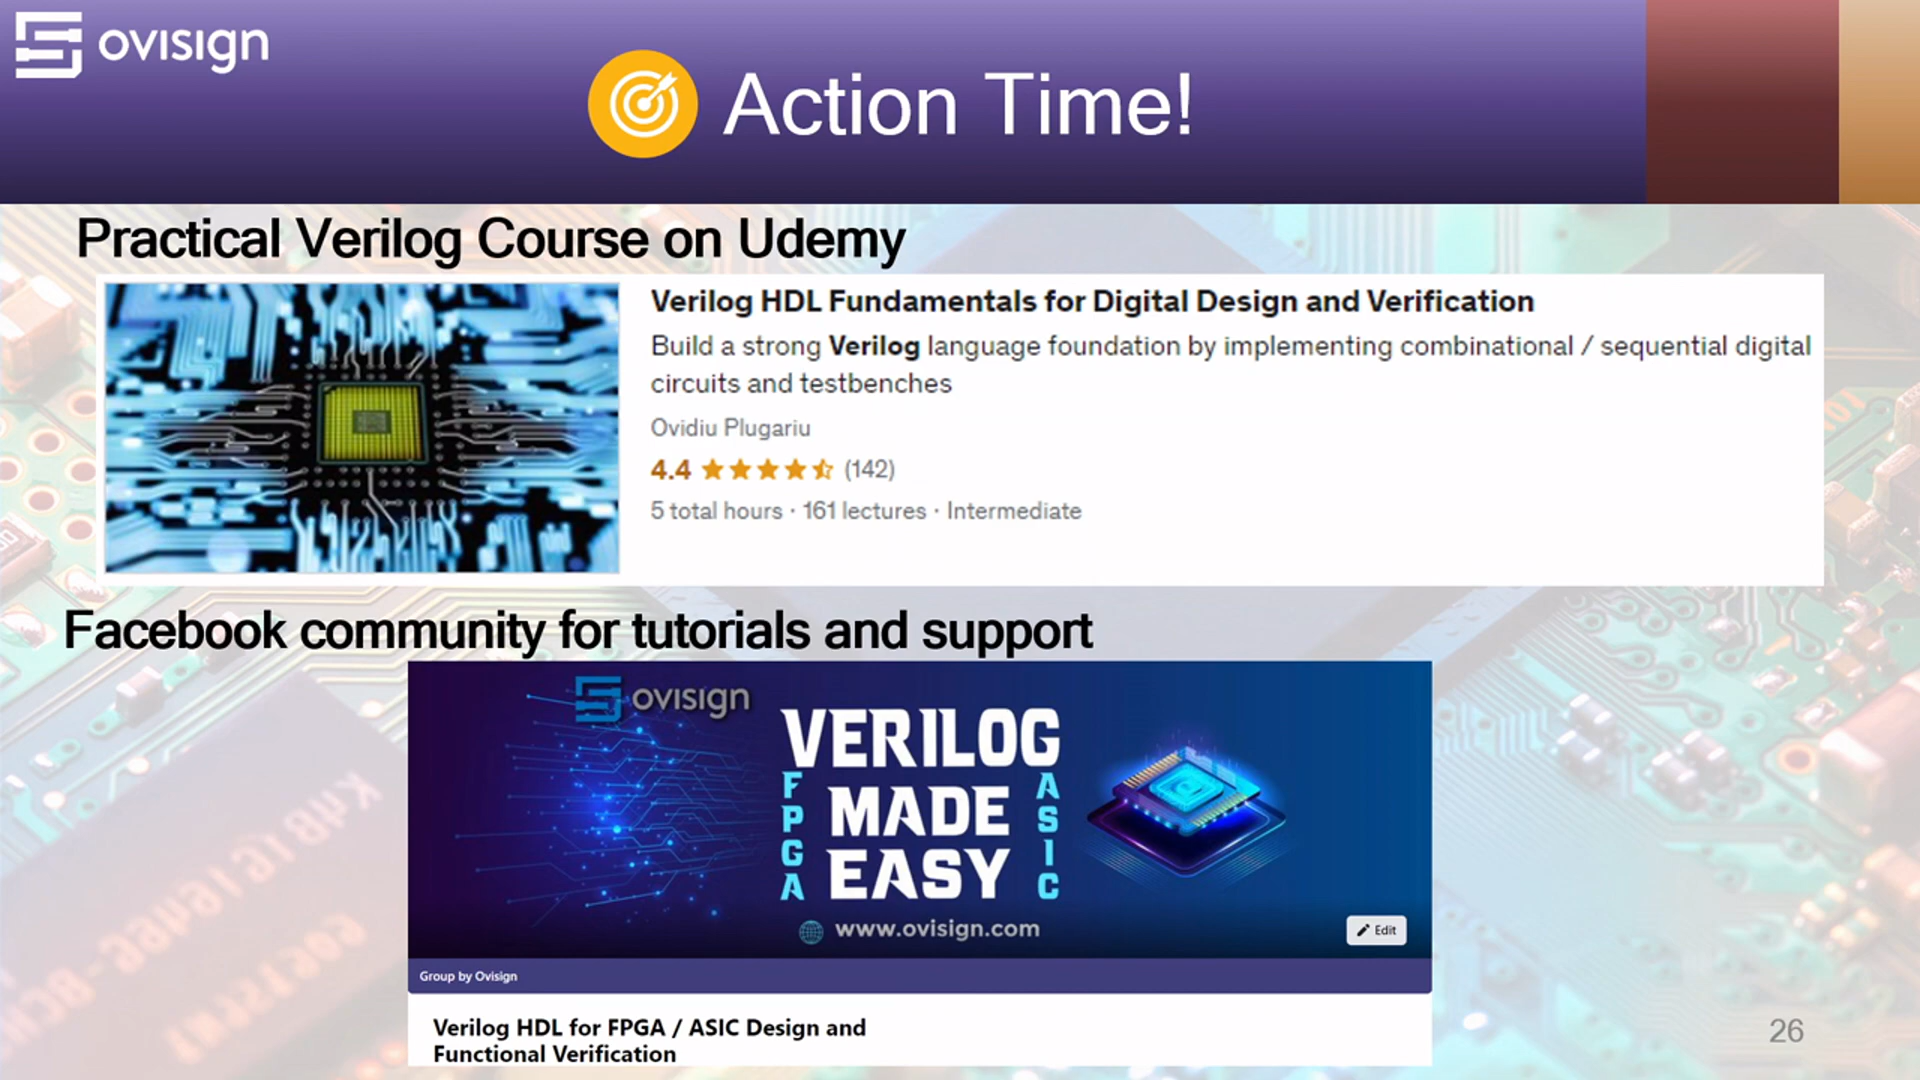 ovisign
Action Time!
Practical Verilog Course on Udemy
Verilog HDL Fundamentals for Digital Design and Verification
Build a strong Verilog language foundation by implementing combinational / sequential digital
circuits and testbenches
Ovidiu Plugariu
4.4 (142)
5 total hours · 161 lectures · Intermediate
Facebook community for tutorials and support
ovisign
VERILOG
MADE
EASY
FPGA
ASIC
www.ovisign.com
Edit
Group by Ovisign
Verilog HDL for FPGA / ASIC Design and
Functional Verification
26